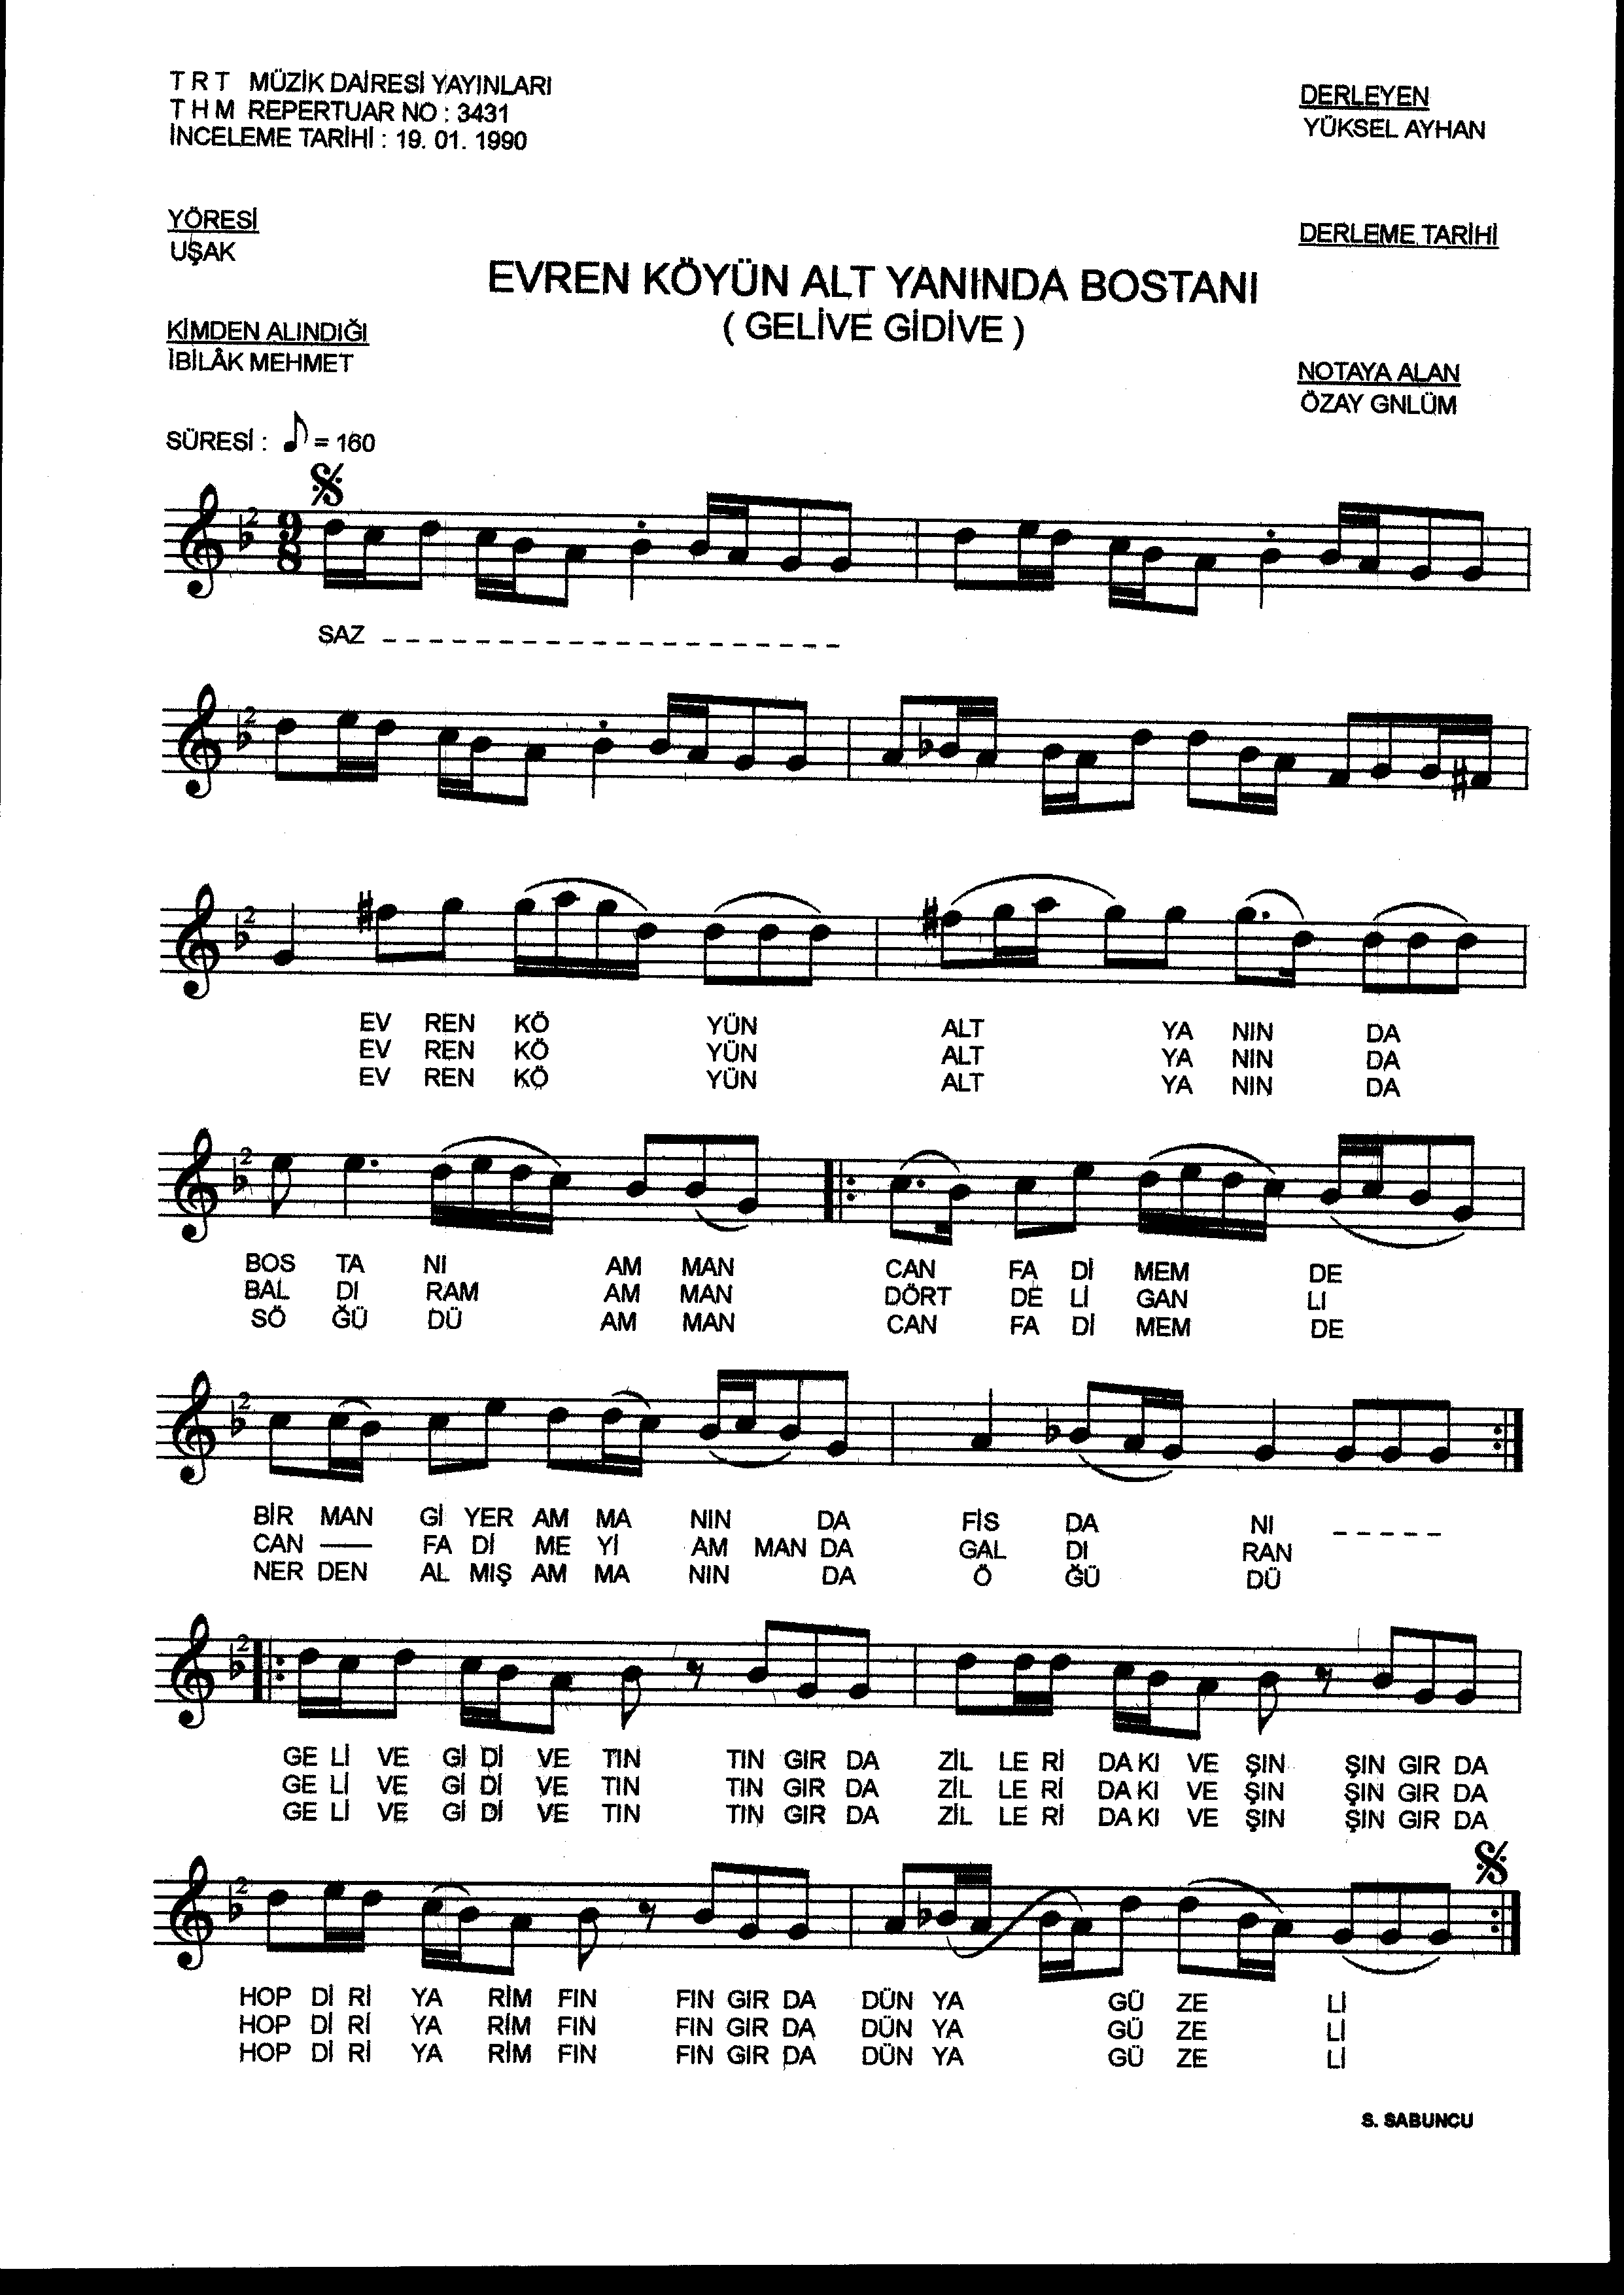 T R T MÜZİK DAİRESİ YAYINLARI
T H M REPERTUAR NO : 3431
İNCELEME TARİHİ : 19. 01. 1990
DERLEYEN
YÜKSEL AYHAN
YÖRESİ
UŞAK
DERLEME TARİHİ
EVREN KÖYÜN ALT YANINDA BOSTANI
( GELİVE GİDİVE )
KİMDEN ALINDIĞI
İBİLÂK MEHMET
NOTAYA ALAN
ÖZAY GNLÜM
SÜRESİ : ♪ = 160
SAZ _ _ _ _ _ _ _ _ _ _ _ _ _ _ _ _ _ _ _ _
EV REN KÖ YÜN ALT YA NIN DA
EV REN KÖ YÜN ALT YA NIN DA
EV REN KÖ YÜN ALT YA NIN DA
BOS TA NI AM MAN CAN FA Dİ MEM DE
BAL DI RAM AM MAN DÖRT DE Lİ GAN LI
SÖ ĞÜ DÜ AM MAN CAN FA Dİ MEM DE
BİR MAN Gİ YER AM MA NIN DA FİS DA NI _ _ _ _ _
CAN —— FA Dİ ME Yİ AM MAN DA GAL DI RAN
NER DEN AL MIŞ AM MA NIN DA Ö ĞÜ DÜ
GE Lİ VE Gİ Dİ VE TIN TIN GIR DA ZİL LE Rİ DA KI VE ŞIN ŞIN GIR DA
GE Lİ VE Gİ Dİ VE TIN TIN GIR DA ZİL LE Rİ DA KI VE ŞIN ŞIN GIR DA
GE Lİ VE Gİ Dİ VE TIN TIN GIR DA ZİL LE Rİ DA KI VE ŞIN ŞIN GIR DA
HOP Dİ Rİ YA RİM FIN FIN GIR DA DÜN YA GÜ ZE Lİ
HOP Dİ Rİ YA RİM FIN FIN GIR DA DÜN YA GÜ ZE Lİ
HOP Dİ Rİ YA RİM FIN FIN GIR DA DÜN YA GÜ ZE Lİ
S. SABUNCU